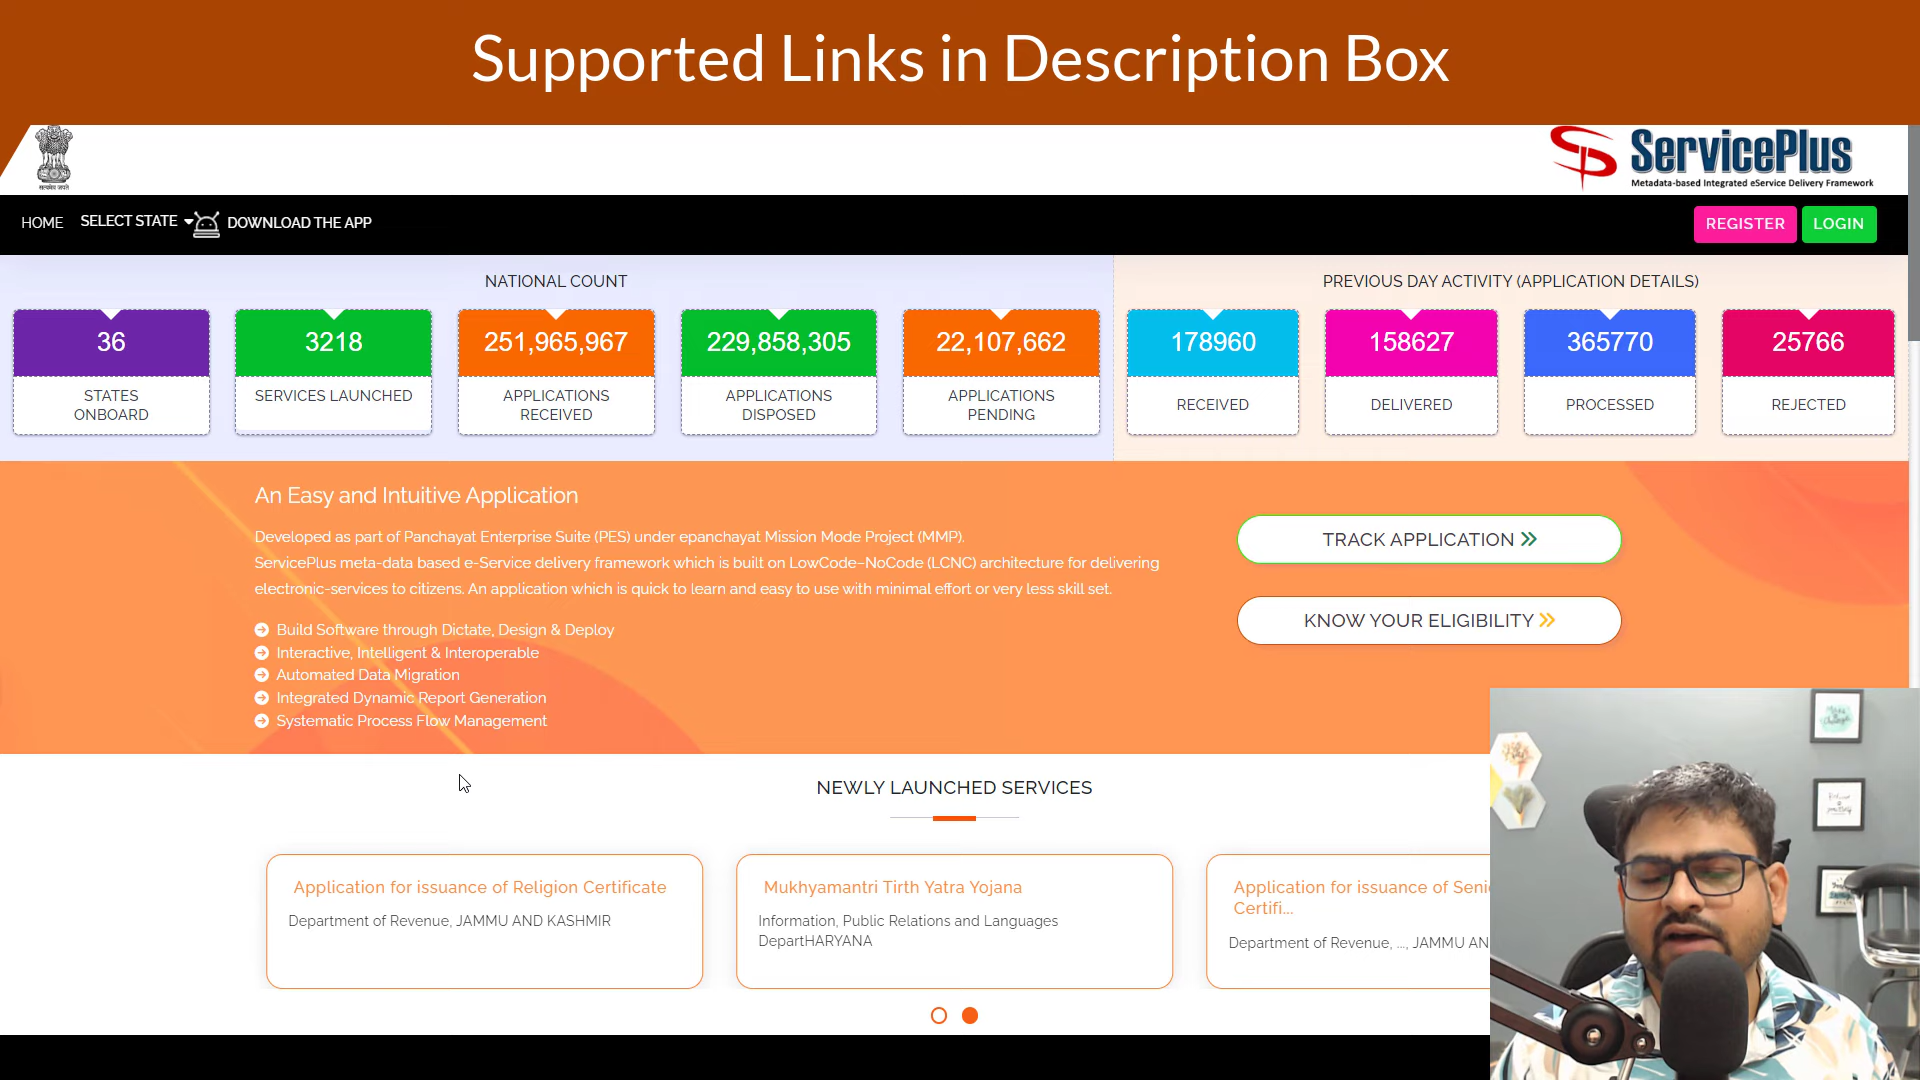 Supported Links in Description Box
सत्यमेव जयते
ServicePlus
Metadata-based Integrated eService Delivery Framework
HOME
SELECT STATE
DOWNLOAD THE APP
REGISTER
LOGIN
NATIONAL COUNT
36
STATES
ONBOARD
3218
SERVICES LAUNCHED
251,965,967
APPLICATIONS
RECEIVED
229,858,305
APPLICATIONS
DISPOSED
22,107,662
APPLICATIONS
PENDING
PREVIOUS DAY ACTIVITY (APPLICATION DETAILS)
178960
RECEIVED
158627
DELIVERED
365770
PROCESSED
25766
REJECTED
An Easy and Intuitive Application
Developed as part of Panchayat Enterprise Suite (PES) under epanchayat Mission Mode Project (MMP).
ServicePlus meta-data based e-Service delivery framework which is built on LowCode–NoCode (LCNC) architecture for delivering
electronic-services to citizens. An application which is quick to learn and easy to use with minimal effort or very less skill set.
Build Software through Dictate, Design & Deploy
Interactive, Intelligent & Interoperable
Automated Data Migration
Integrated Dynamic Report Generation
Systematic Process Flow Management
TRACK APPLICATION
KNOW YOUR ELIGIBILITY
NEWLY LAUNCHED SERVICES
Application for issuance of Religion Certificate
Department of Revenue, JAMMU AND KASHMIR
Mukhyamantri Tirth Yatra Yojana
Information, Public Relations and Languages
DepartHARYANA
Application for issuance of
Certifi...
Department of Revenue, ..., JAMMU